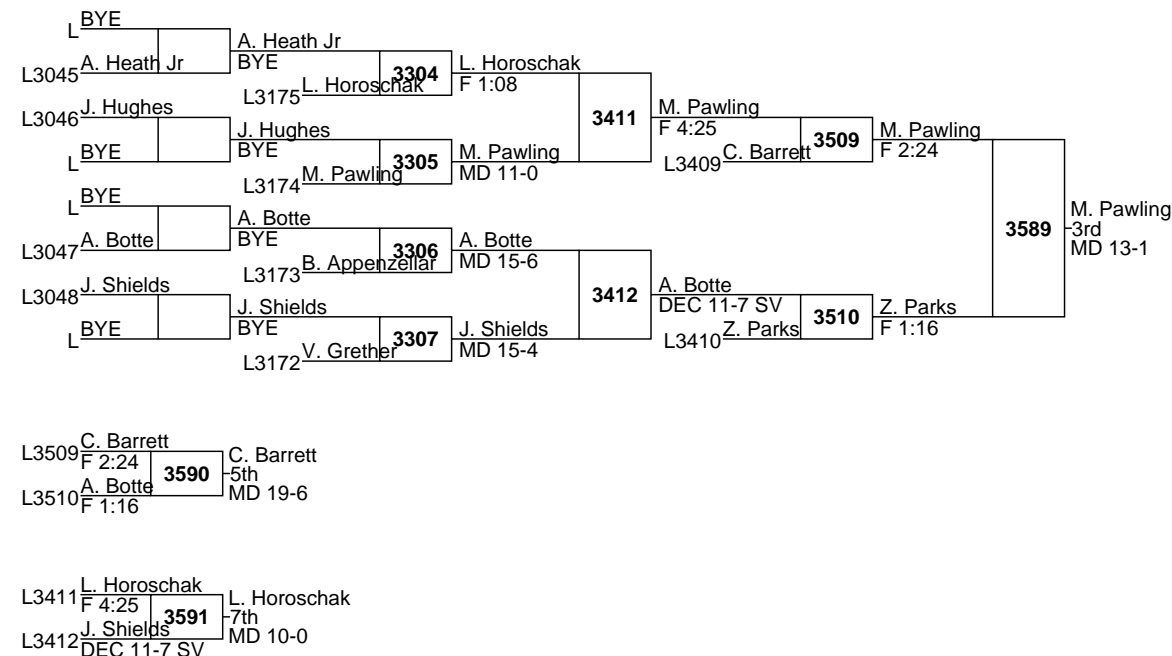 BYE
L
A. Heath Jr
L3045
A. Heath Jr
BYE
L. Horoschak
L3175
3304
L. Horoschak
F 1:08
J. Hughes
L3046
BYE
L
J. Hughes
BYE
M. Pawling
L3174
3305
M. Pawling
MD 11-0
3411
M. Pawling
F 4:25
C. Barrett
L3409
3509
M. Pawling
F 2:24
BYE
L
A. Botte
L3047
A. Botte
BYE
B. Appenzellar
L3173
3306
A. Botte
MD 15-6
J. Shields
L3048
BYE
L
J. Shields
BYE
V. Grether
L3172
3307
J. Shields
MD 15-4
3412
A. Botte
DEC 11-7 SV
Z. Parks
L3410
3510
Z. Parks
F 1:16
3589
M. Pawling
3rd
MD 13-1
L3509
C. Barrett
F 2:24
L3510
A. Botte
F 1:16
3590
C. Barrett
5th
MD 19-6
L3411
L. Horoschak
F 4:25
L3412
J. Shields
DEC 11-7 SV
3591
L. Horoschak
7th
MD 10-0